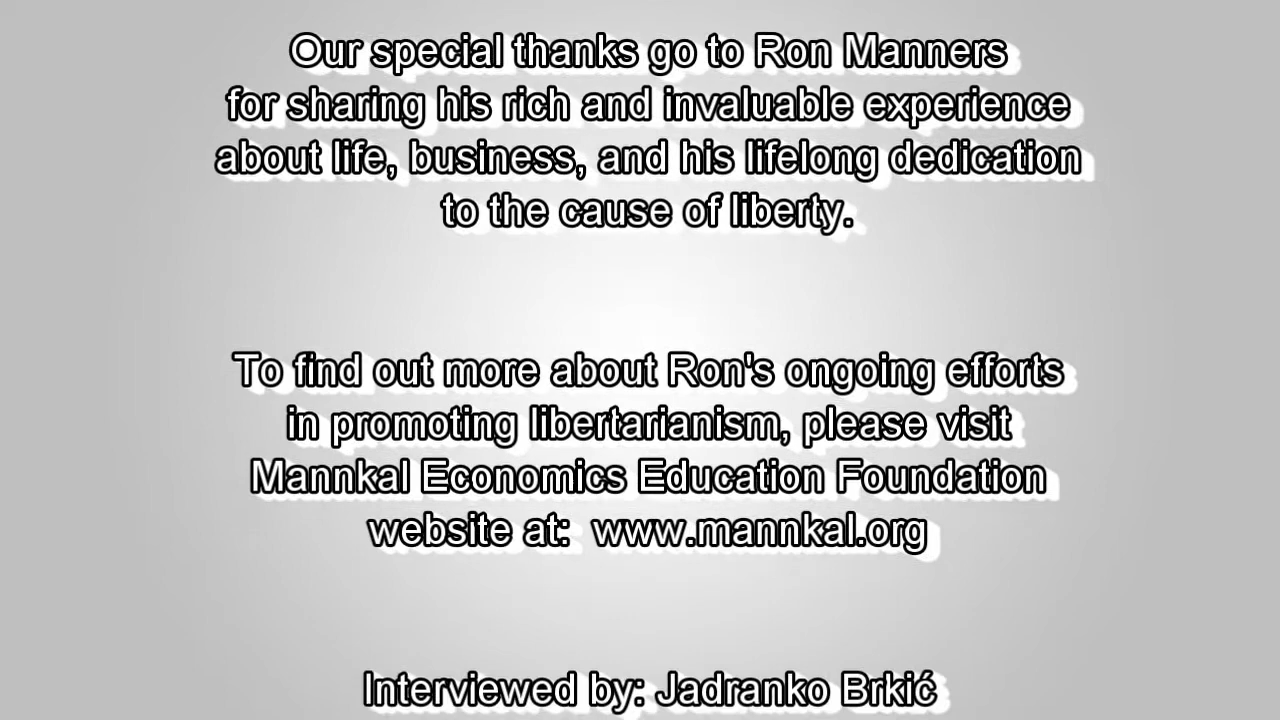 Our special thanks go to Ron Manners
for sharing his rich and invaluable experience
about life, business, and his lifelong dedication
to the cause of liberty.
To find out more about Ron's ongoing efforts
in promoting libertarianism, please visit
Mannkal Economics Education Foundation
website at: www.mannkal.org
Interviewed by: Jadranko Brkić